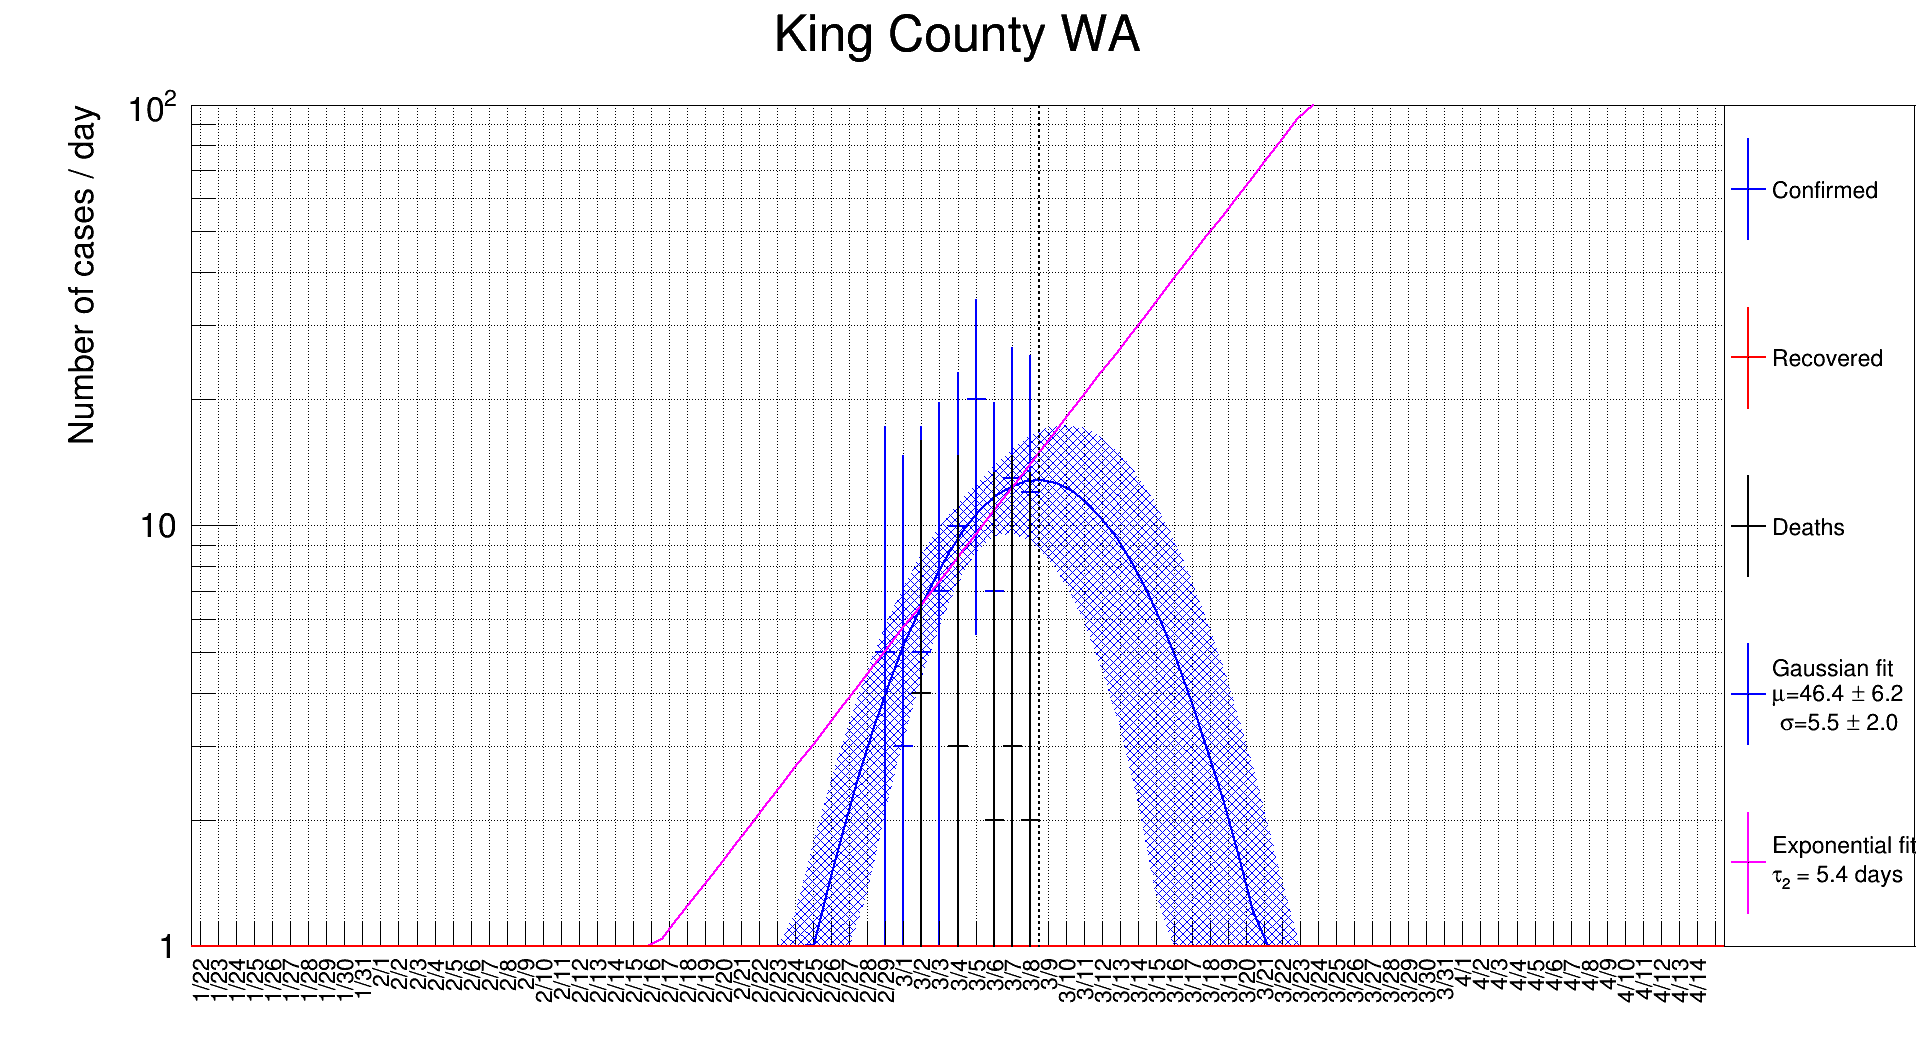 King County WA
Number of cases / day
10²
10
1
1/22 1/23 1/24 1/25 1/26 1/27 1/28 1/29 1/30 1/31 2/1 2/2 2/3 2/4 2/5 2/6 2/7 2/8 2/9 2/10 2/11 2/12 2/13 2/14 2/15 2/16 2/17 2/18 2/19 2/20 2/21 2/22 2/23 2/24 2/25 2/26 2/27 2/28 2/29 3/1 3/2 3/3 3/4 3/5 3/6 3/7 3/8 3/9 3/10 3/11 3/12 3/13 3/14 3/15 3/16 3/17 3/18 3/19 3/20 3/21 3/22 3/23 3/24 3/25 3/26 3/27 3/28 3/29 3/30 3/31 4/1 4/2 4/3 4/4 4/5 4/6 4/7 4/8 4/9 4/10 4/11 4/12 4/13 4/14
Confirmed
Recovered
Deaths
Gaussian fit
μ=46.4 ± 6.2
σ=5.5 ± 2.0
Exponential fit
τ₂ = 5.4 days